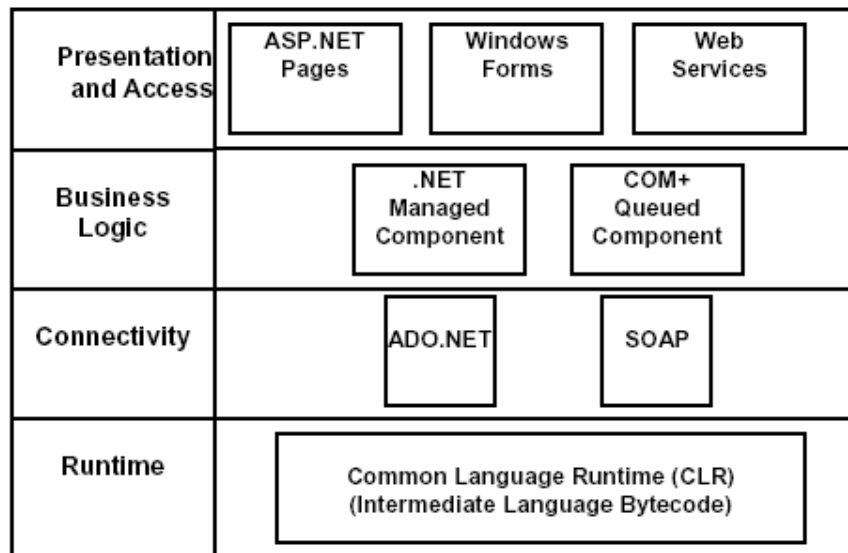 Presentation
and Access
ASP.NET
Pages
Windows
Forms
Web
Services
Business
Logic
.NET
Managed
Component
COM+
Queued
Component
Connectivity
ADO.NET
SOAP
Runtime
Common Language Runtime (CLR)
(Intermediate Language Bytecode)